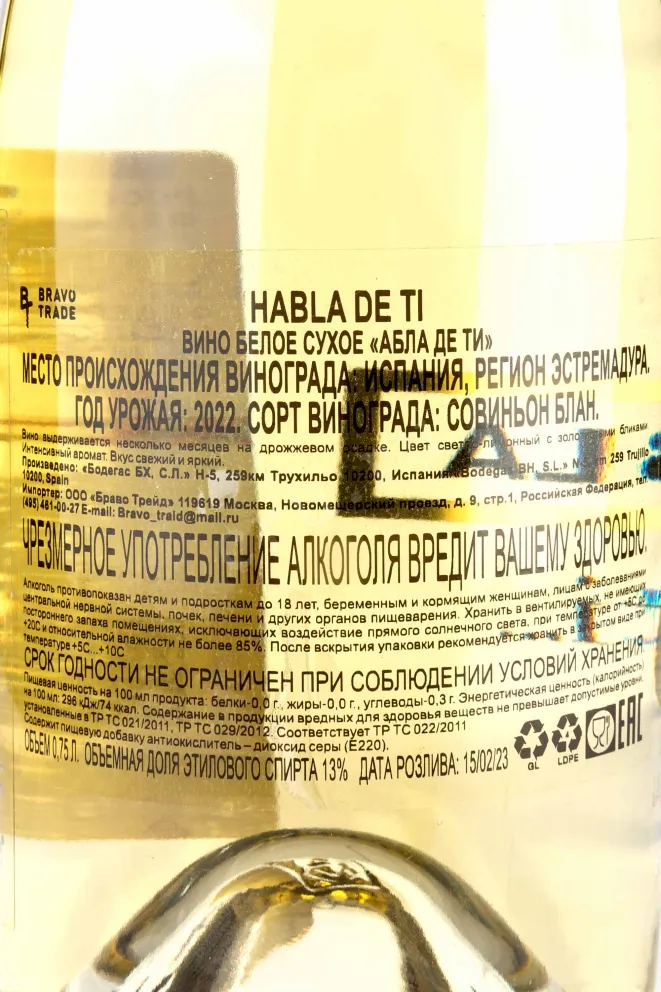 BRAVO
TRADE
HABLA DE TI
ВИНО БЕЛОЕ СУХОЕ «АБЛА ДЕ ТИ»
МЕСТО ПРОИСХОЖДЕНИЯ ВИНОГРАДА: ИСПАНИЯ, РЕГИОН ЭСТРЕМАДУРА.
ГОД УРОЖАЯ: 2022. СОРТ ВИНОГРАДА: СОВИНЬОН БЛАН.
Вино выдерживается несколько месяцев на дрожжевом осадке. Цвет светло-лимонный с золотыми бликами
Интенсивный аромат. Вкус свежий и яркий.
Произведено: «Бодегас БХ, С.Л.» Н-5, 259км Трухильо 10200, Испания. «Bodegas BH, S.L.» 259 Trujillo
10200, Spain
Импортер: ООО «Браво Трейд» 119619 Москва, Новомещерский проезд, д. 9, стр.1, Российская Федерация, тел
(495)461-00-27 E-mail: Bravo_traid@mail.ru
ЧРЕЗМЕРНОЕ УПОТРЕБЛЕНИЕ АЛКОГОЛЯ ВРЕДИТ ВАШЕМУ ЗДОРОВЬЮ.
Алкоголь противопоказан детям и подросткам до 18 лет, беременным и кормящим женщинам, лицам с заболеваниями
центральной нервной системы, почек, печени и других органов пищеварения. Хранить в вентилируемых, не имеющих
постороннего запаха помещениях, исключающих воздействие прямого солнечного света, при температуре от +5С до
+20С и относительной влажности не более 85%. После вскрытия упаковки рекомендуется хранить в закрытом виде при
температуре +5С...+10С
СРОК ГОДНОСТИ НЕ ОГРАНИЧЕН ПРИ СОБЛЮДЕНИИ УСЛОВИЙ ХРАНЕНИЯ.
Пищевая ценность на 100 мл продукта: белки-0,0 г., жиры-0,0 г., углеводы-0,3 г. Энергетическая ценность (калорийность)
на 100 мл: 296 кДж/74 ккал. Содержание в продукции вредных для здоровья веществ не превышает допустимые уровни,
установленные в ТР ТС 021/2011, ТР ТС 029/2012. Соответствует ТР ТС 022/2011
Содержит пищевую добавку антиокислитель – диоксид серы (Е220).
ОБЪЕМ 0,75 Л. ОБЪЕМНАЯ ДОЛЯ ЭТИЛОВОГО СПИРТА 13% ДАТА РОЗЛИВА: 15/02/23
GL
4
LDPE
EAC